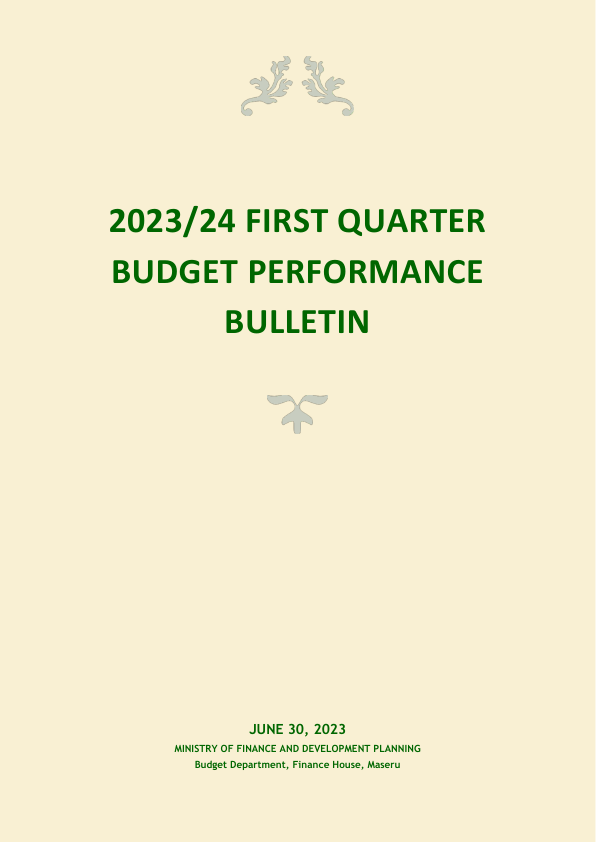 2023/24 FIRST QUARTER
BUDGET PERFORMANCE
BULLETIN
JUNE 30, 2023
MINISTRY OF FINANCE AND DEVELOPMENT PLANNING
Budget Department, Finance House, Maseru